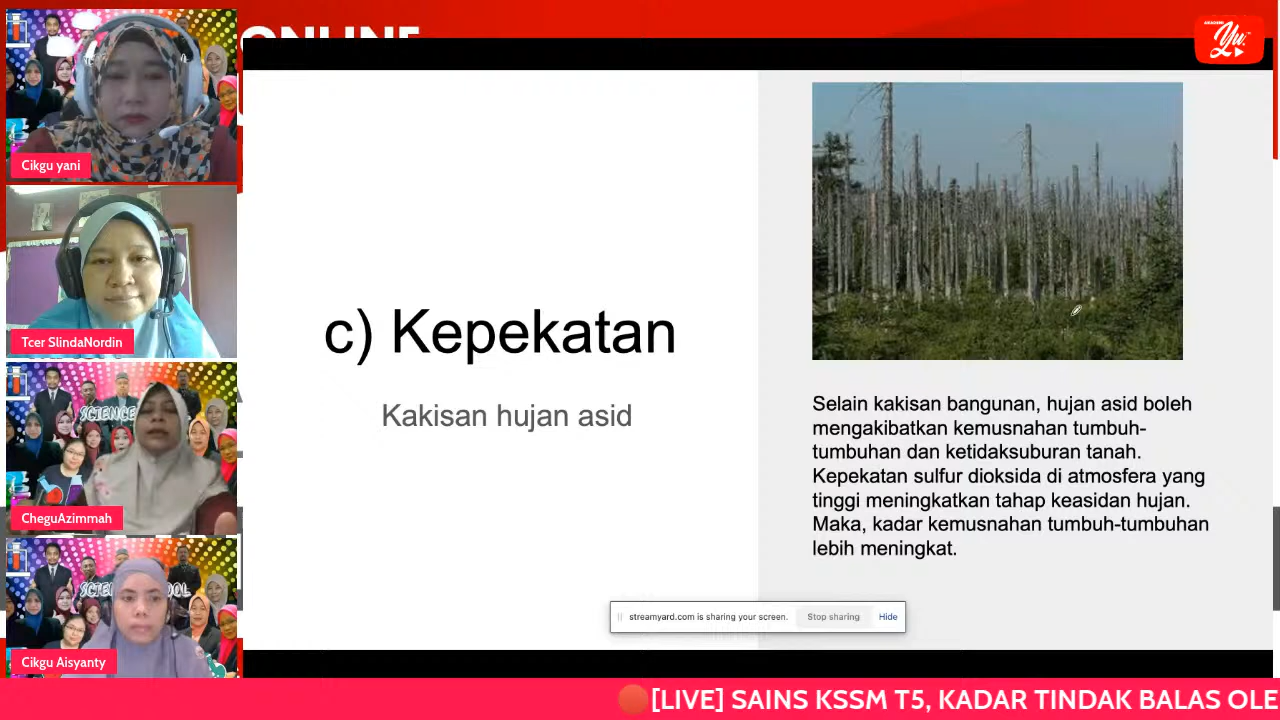 ONLINE
Yu
Cikgu yani
Tcer SlindaNordin
SCIENCE
CheguAzimmah
Cikgu Aisyanty
c) Kepekatan
Kakisan hujan asid
Selain kakisan bangunan, hujan asid boleh
mengakibatkan kemusnahan tumbuh-
tumbuhan dan ketidaksuburan tanah.
Kepekatan sulfur dioksida di atmosfera yang
tinggi meningkatkan tahap keasidan hujan.
Maka, kadar kemusnahan tumbuh-tumbuhan
lebih meningkat.
streamyard.com is sharing your screen. Stop sharing Hide
[LIVE] SAINS KSSM T5, KADAR TINDAK BALAS OLE